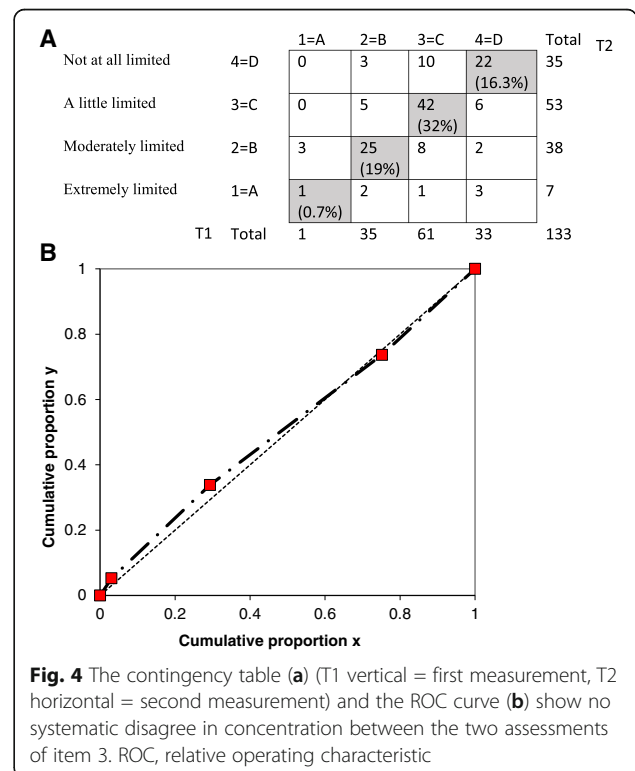 A 1=A 2=B 3=C 4=D Total T2
Not at all limited 4=D 0 3 10 22 35
(16.3%)
A little limited 3=C 0 5 42 6 53
(32%)
Moderately limited 2=B 3 25 8 2 38
(19%)
Extremely limited 1=A 1 2 1 3 7
(0.7%)
T1 Total 1 35 61 33 133
B
1
0.8
0.6
0.4
0.2
0
Cumulative proportion y
0 0.2 0.4 0.6 0.8 1
Cumulative proportion x
Fig. 4 The contingency table (a) (T1 vertical = first measurement, T2
horizontal = second measurement) and the ROC curve (b) show no
systematic disagree in concentration between the two assessments
of item 3. ROC, relative operating characteristic